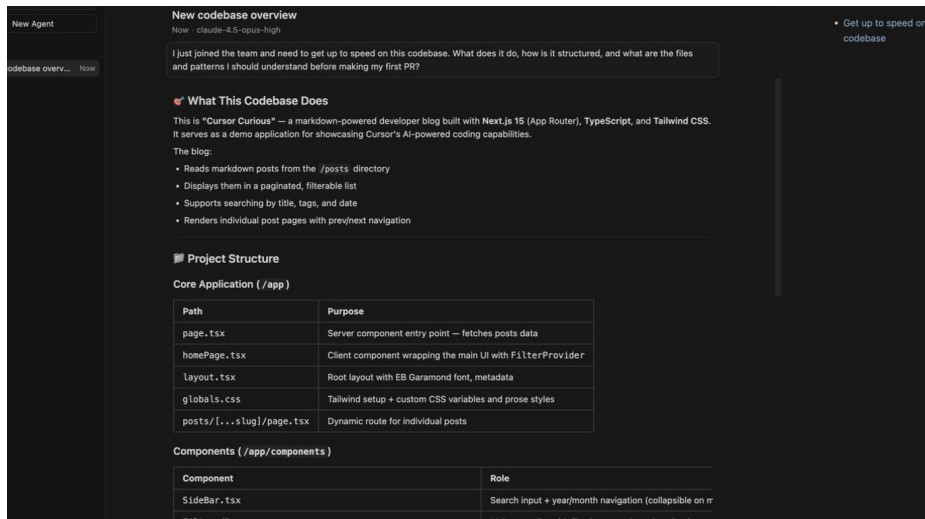 New Agent
odebase overv... Now
New codebase overview
Now · claude-4.5-opus-high
I just joined the team and need to get up to speed on this codebase. What does it do, how is it structured, and what are the files
and patterns I should understand before making my first PR?
🎯 What This Codebase Does
This is "Cursor Curious" — a markdown-powered developer blog built with Next.js 15 (App Router), TypeScript, and Tailwind CSS.
It serves as a demo application for showcasing Cursor's AI-powered coding capabilities.
The blog:
• Reads markdown posts from the /posts directory
• Displays them in a paginated, filterable list
• Supports searching by title, tags, and date
• Renders individual post pages with prev/next navigation
📁 Project Structure
Core Application ( /app )
Path Purpose
page.tsx Server component entry point — fetches posts data
homePage.tsx Client component wrapping the main UI with FilterProvider
layout.tsx Root layout with EB Garamond font, metadata
globals.css Tailwind setup + custom CSS variables and prose styles
posts/[...slug]/page.tsx Dynamic route for individual posts
Components ( /app/components )
Component Role
SideBar.tsx Search input + year/month navigation (collapsible on m
• Get up to speed on
codebase